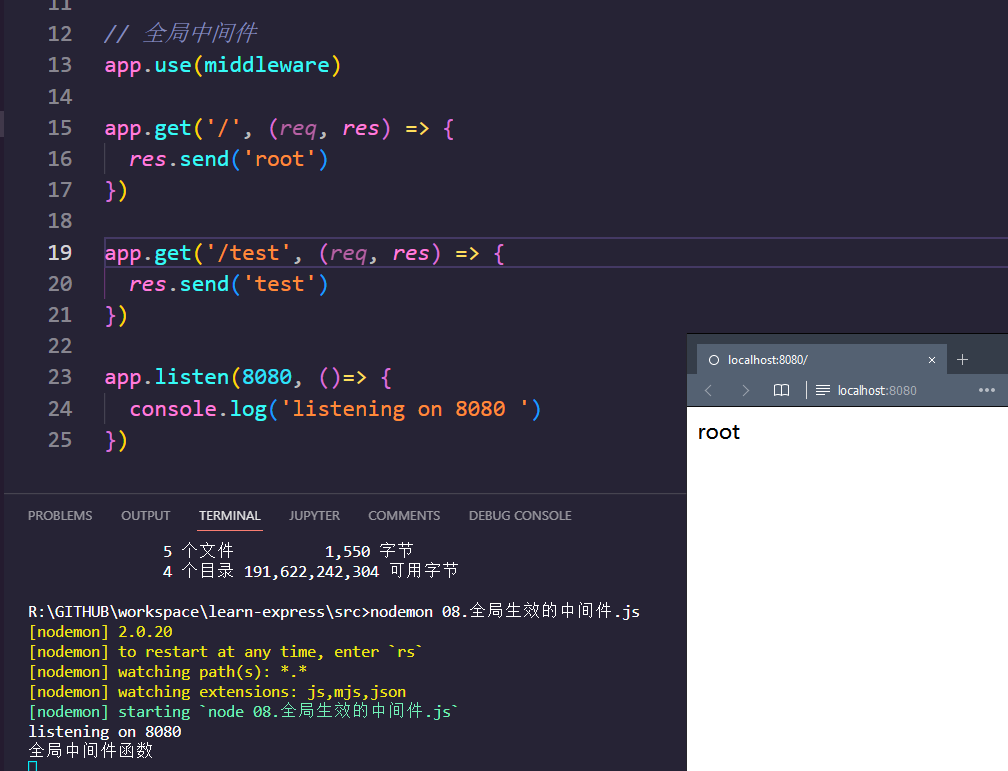 11
12 // 全局中间件
13 app.use(middleware)
14
15 app.get('/', (req, res) => {
16   res.send('root')
17 })
18
19 app.get('/test', (req, res) => {
20   res.send('test')
21 })
22
23 app.listen(8080, ()=> {
24   console.log('listening on 8080 ')
25 })
localhost:8080/
localhost:8080
root
PROBLEMS OUTPUT TERMINAL JUPYTER COMMENTS DEBUG CONSOLE
5 个文件 1,550 字节
4 个目录 191,622,242,304 可用字节
R:\GITHUB\workspace\learn-express\src>nodemon 08.全局生效的中间件.js
[nodemon] 2.0.20
[nodemon] to restart at any time, enter `rs`
[nodemon] watching path(s): *.*
[nodemon] watching extensions: js,mjs,json
[nodemon] starting `node 08.全局生效的中间件.js`
listening on 8080
全局中间件函数